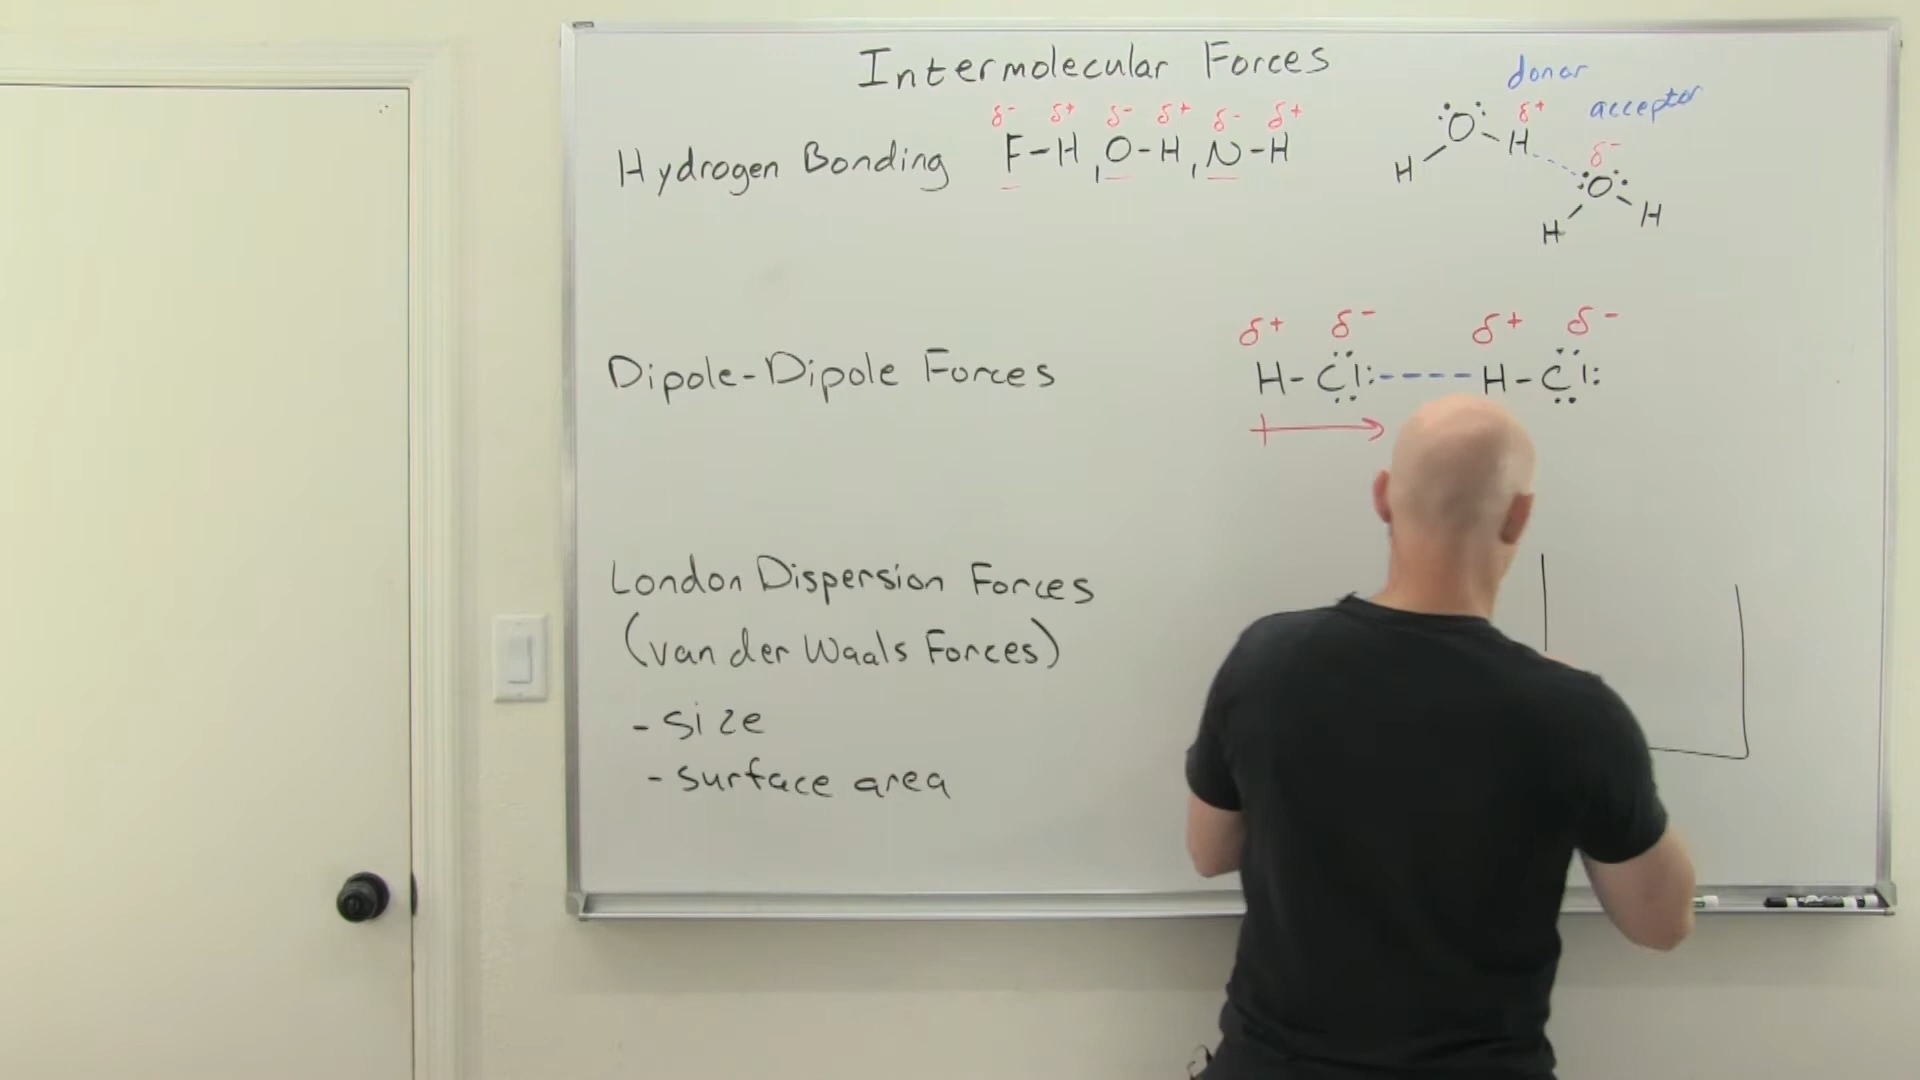 Intermolecular Forces
donor
acceptor
δ- δ+ δ- δ+ δ- δ+
Hydrogen Bonding F-H, O-H, N-H
O H δ+
H
δ-
O
H H
δ+ δ- δ+ δ-
Dipole-Dipole Forces H-Cl: ---- H-Cl:
London Dispersion Forces
(van der Waals Forces)
- size
- surface area